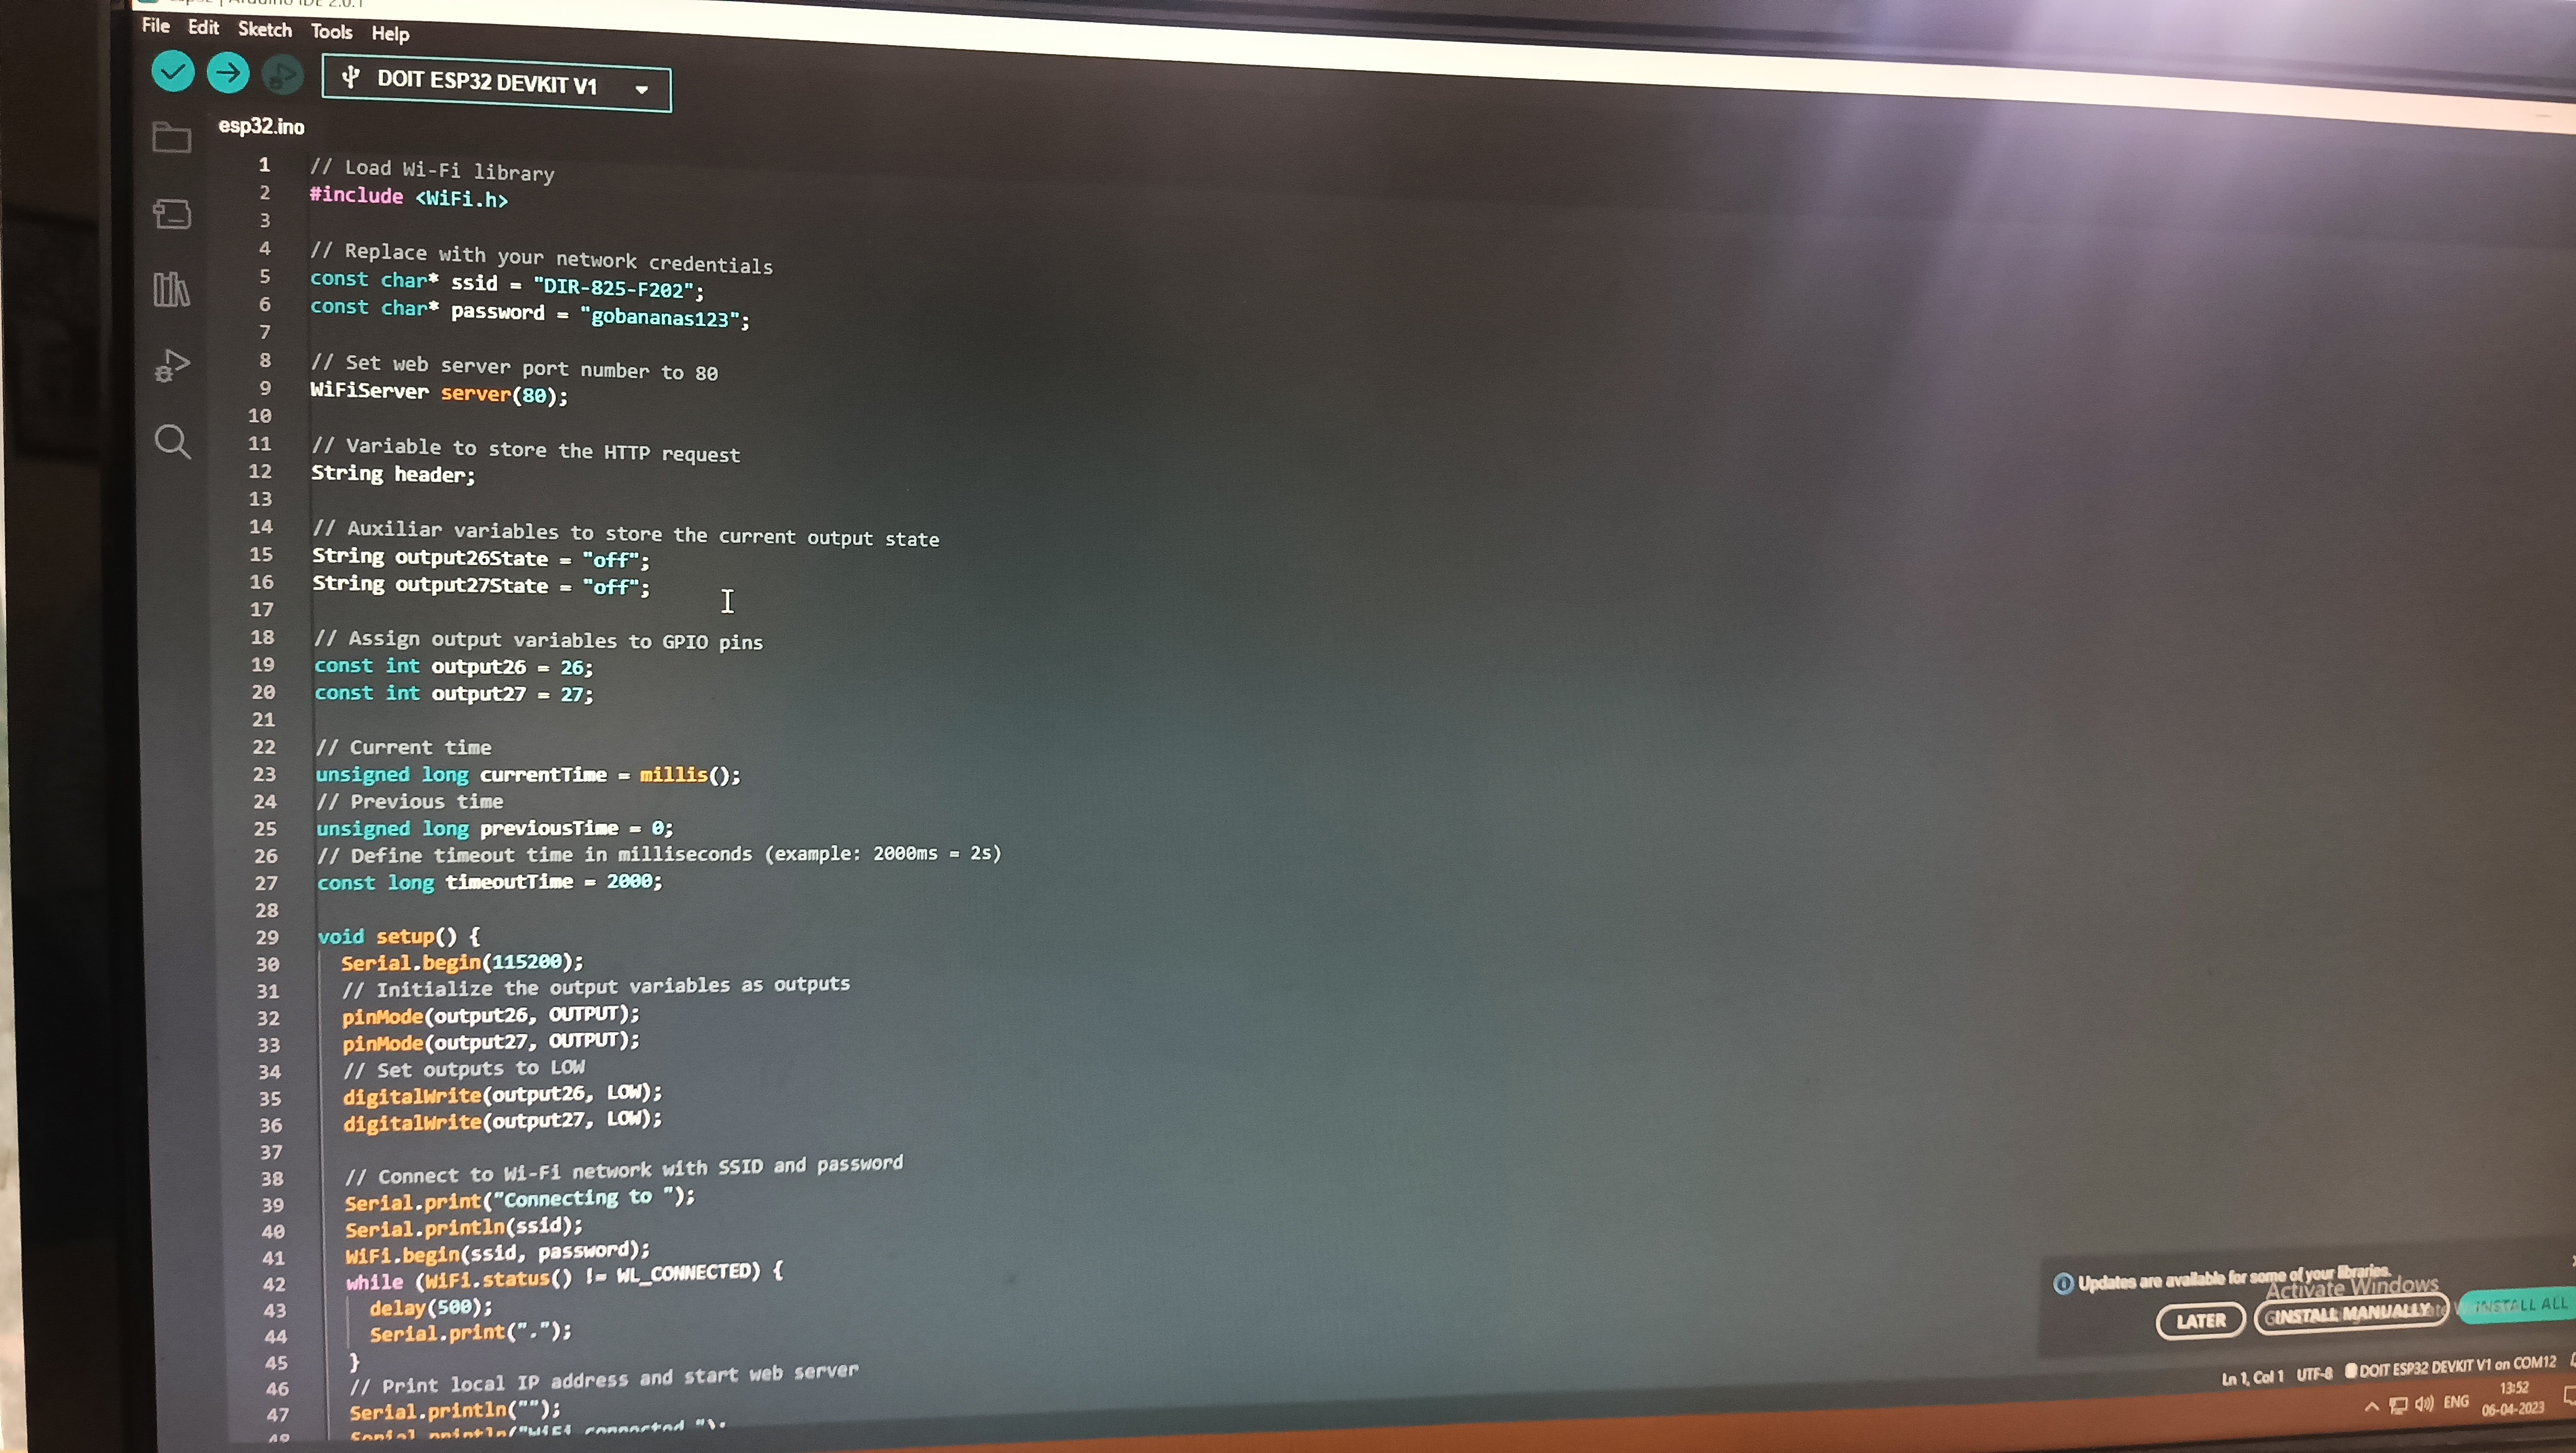 esp32 | Arduino IDE 2.0.1
File Edit Sketch Tools Help
DOIT ESP32 DEVKIT V1
esp32.ino
1 // Load Wi-Fi library
2 #include <WiFi.h>
3
4 // Replace with your network credentials
5 const char* ssid = "DIR-825-F202";
6 const char* password = "gobananas123";
7
8 // Set web server port number to 80
9 WiFiServer server(80);
10
11 // Variable to store the HTTP request
12 String header;
13
14 // Auxiliar variables to store the current output state
15 String output26State = "off";
16 String output27State = "off";
17
18 // Assign output variables to GPIO pins
19 const int output26 = 26;
20 const int output27 = 27;
21
22 // Current time
23 unsigned long currentTime = millis();
24 // Previous time
25 unsigned long previousTime = 0;
26 // Define timeout time in milliseconds (example: 2000ms = 2s)
27 const long timeoutTime = 2000;
28
29 void setup() {
30 Serial.begin(115200);
31 // Initialize the output variables as outputs
32 pinMode(output26, OUTPUT);
33 pinMode(output27, OUTPUT);
34 // Set outputs to LOW
35 digitalWrite(output26, LOW);
36 digitalWrite(output27, LOW);
37
38 // Connect to Wi-Fi network with SSID and password
39 Serial.print("Connecting to ");
40 Serial.println(ssid);
41 WiFi.begin(ssid, password);
42 while (WiFi.status() != WL_CONNECTED) {
43 delay(500);
44 Serial.print(".");
45 }
46 // Print local IP address and start web server
47 Serial.println("");
48 Serial.println("WiFi connected.");
Updates are available for some of your libraries.
Activate Windows
LATER INSTALL MANUALLY INSTALL ALL
Ln 1, Col 1 UTF-8 DOIT ESP32 DEVKIT V1 on COM12
ENG 13:52
06-04-2023